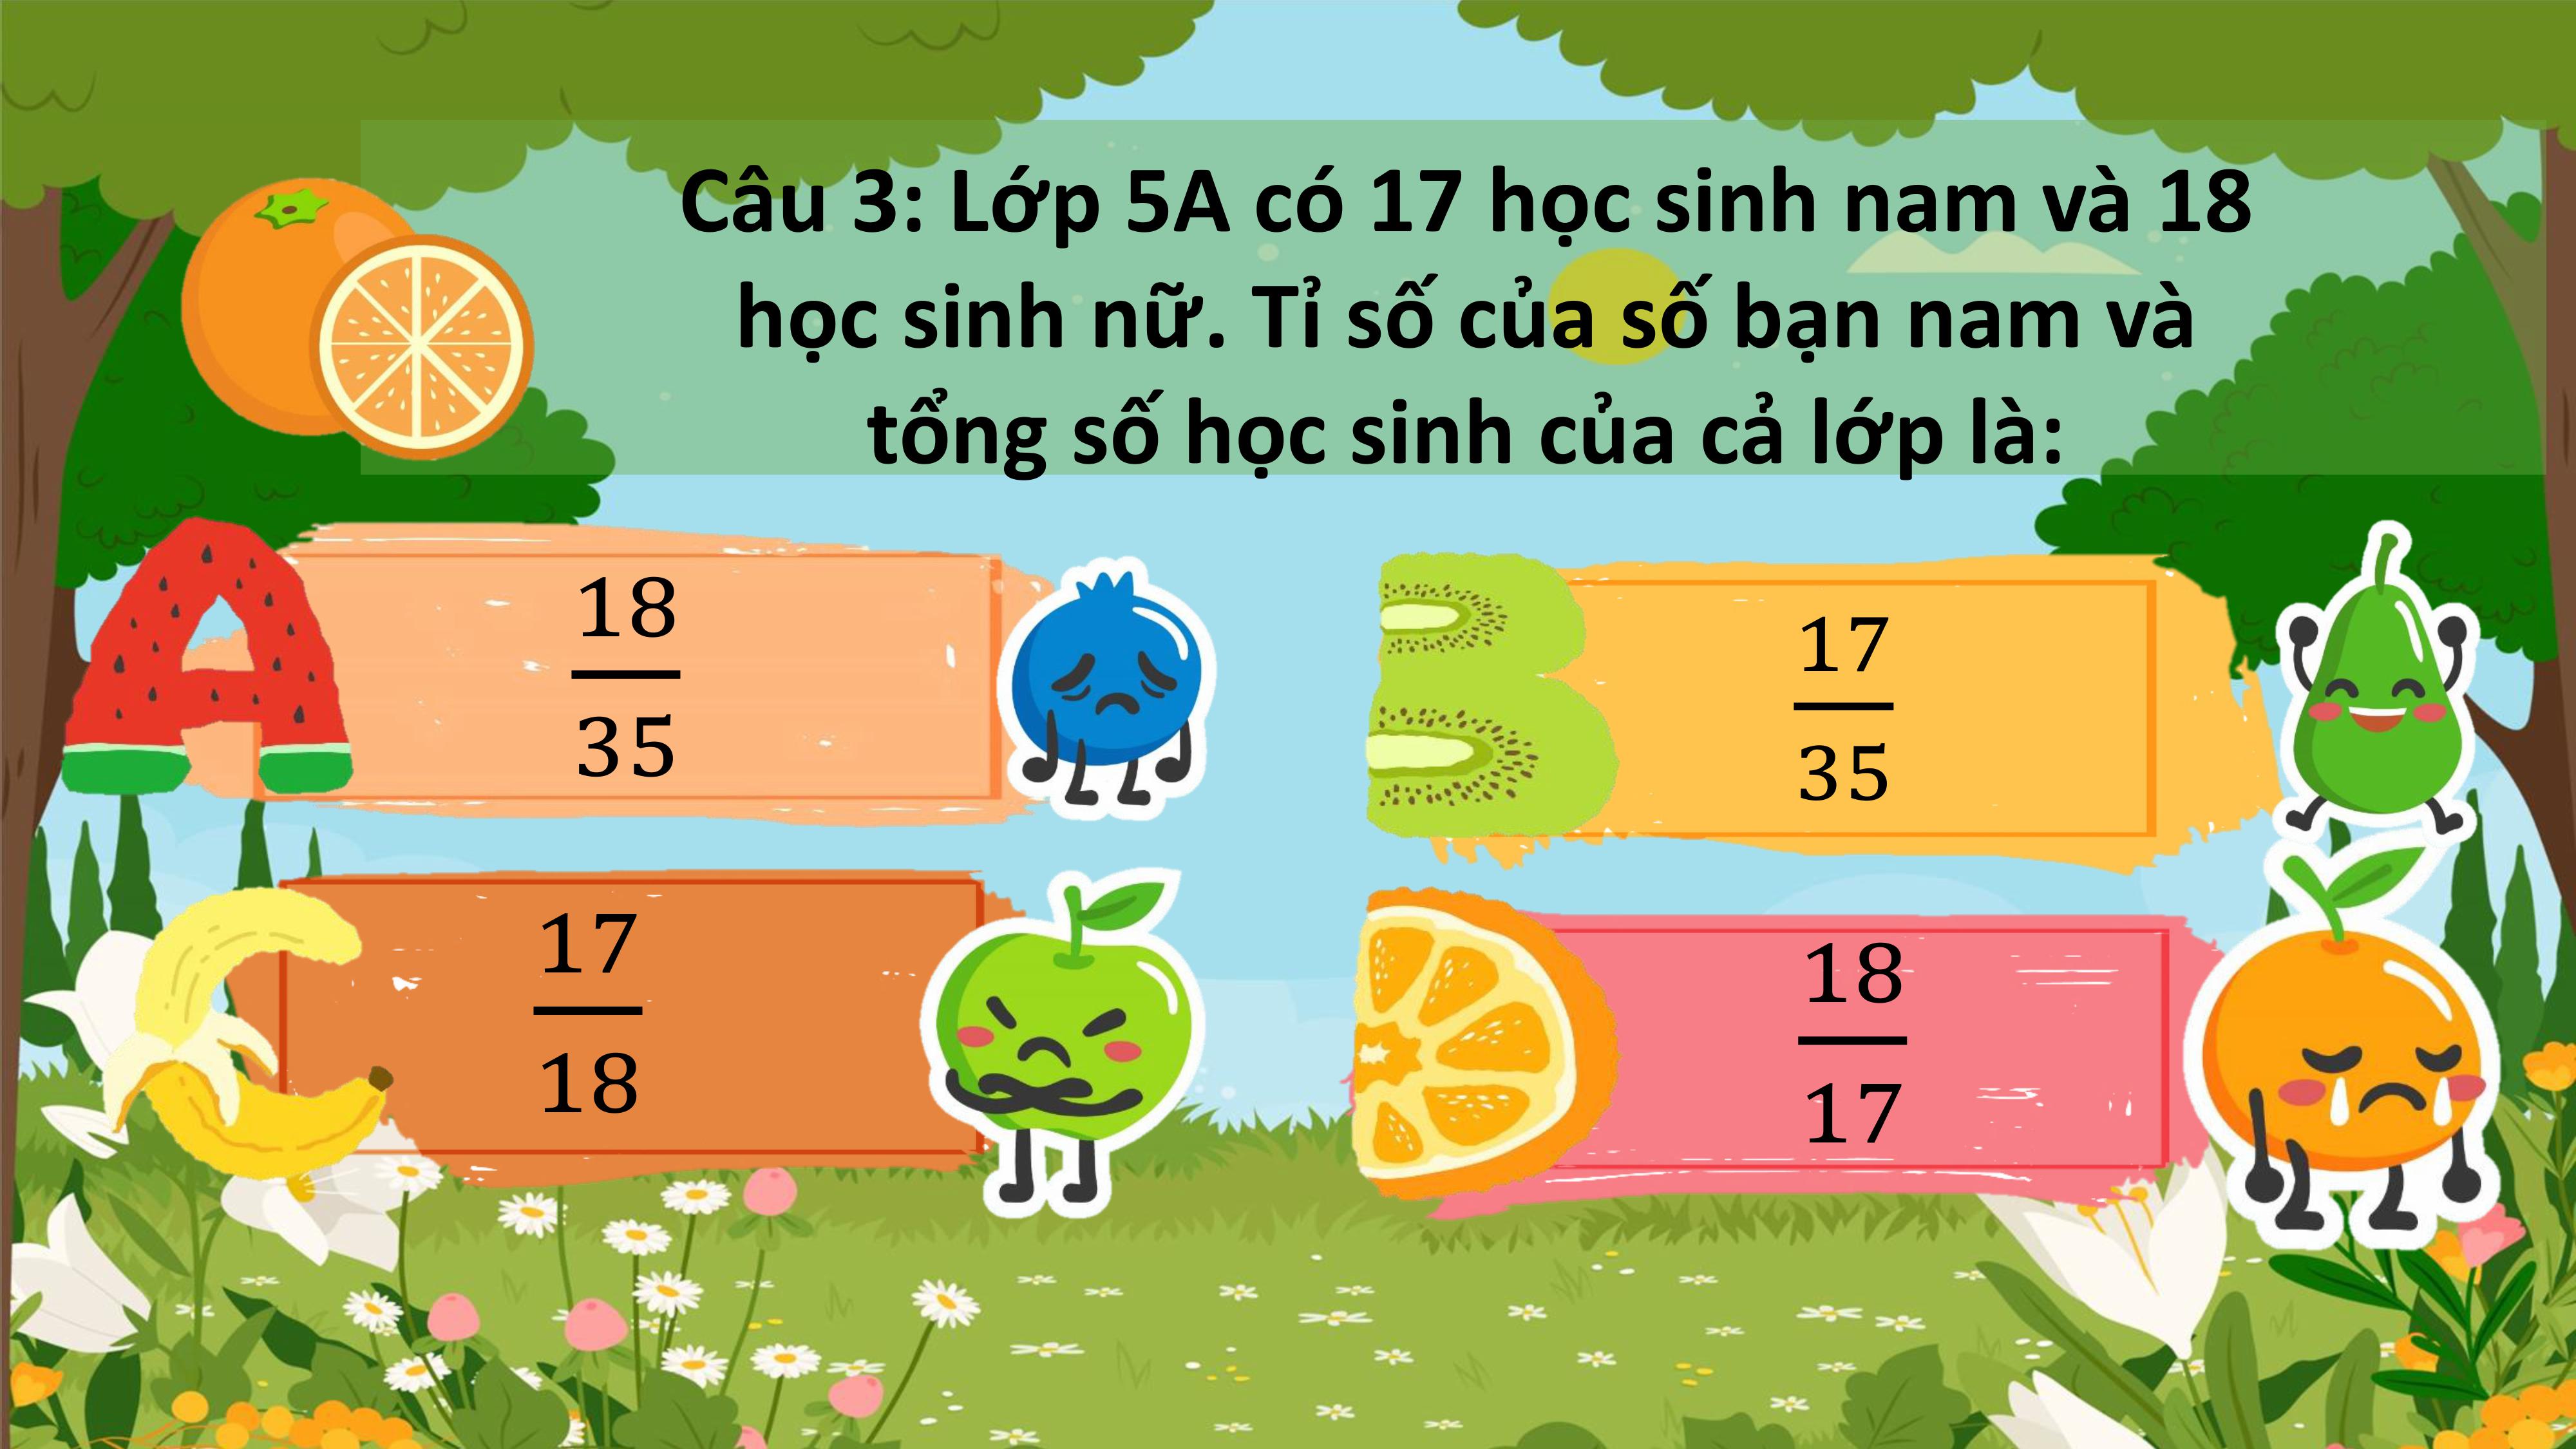 Câu 3: Lớp 5A có 17 học sinh nam và 18
học sinh nữ. Tỉ số của số bạn nam và
tổng số học sinh của cả lớp là:
A
18
35
B
17
35
C
17
18
D
18
17